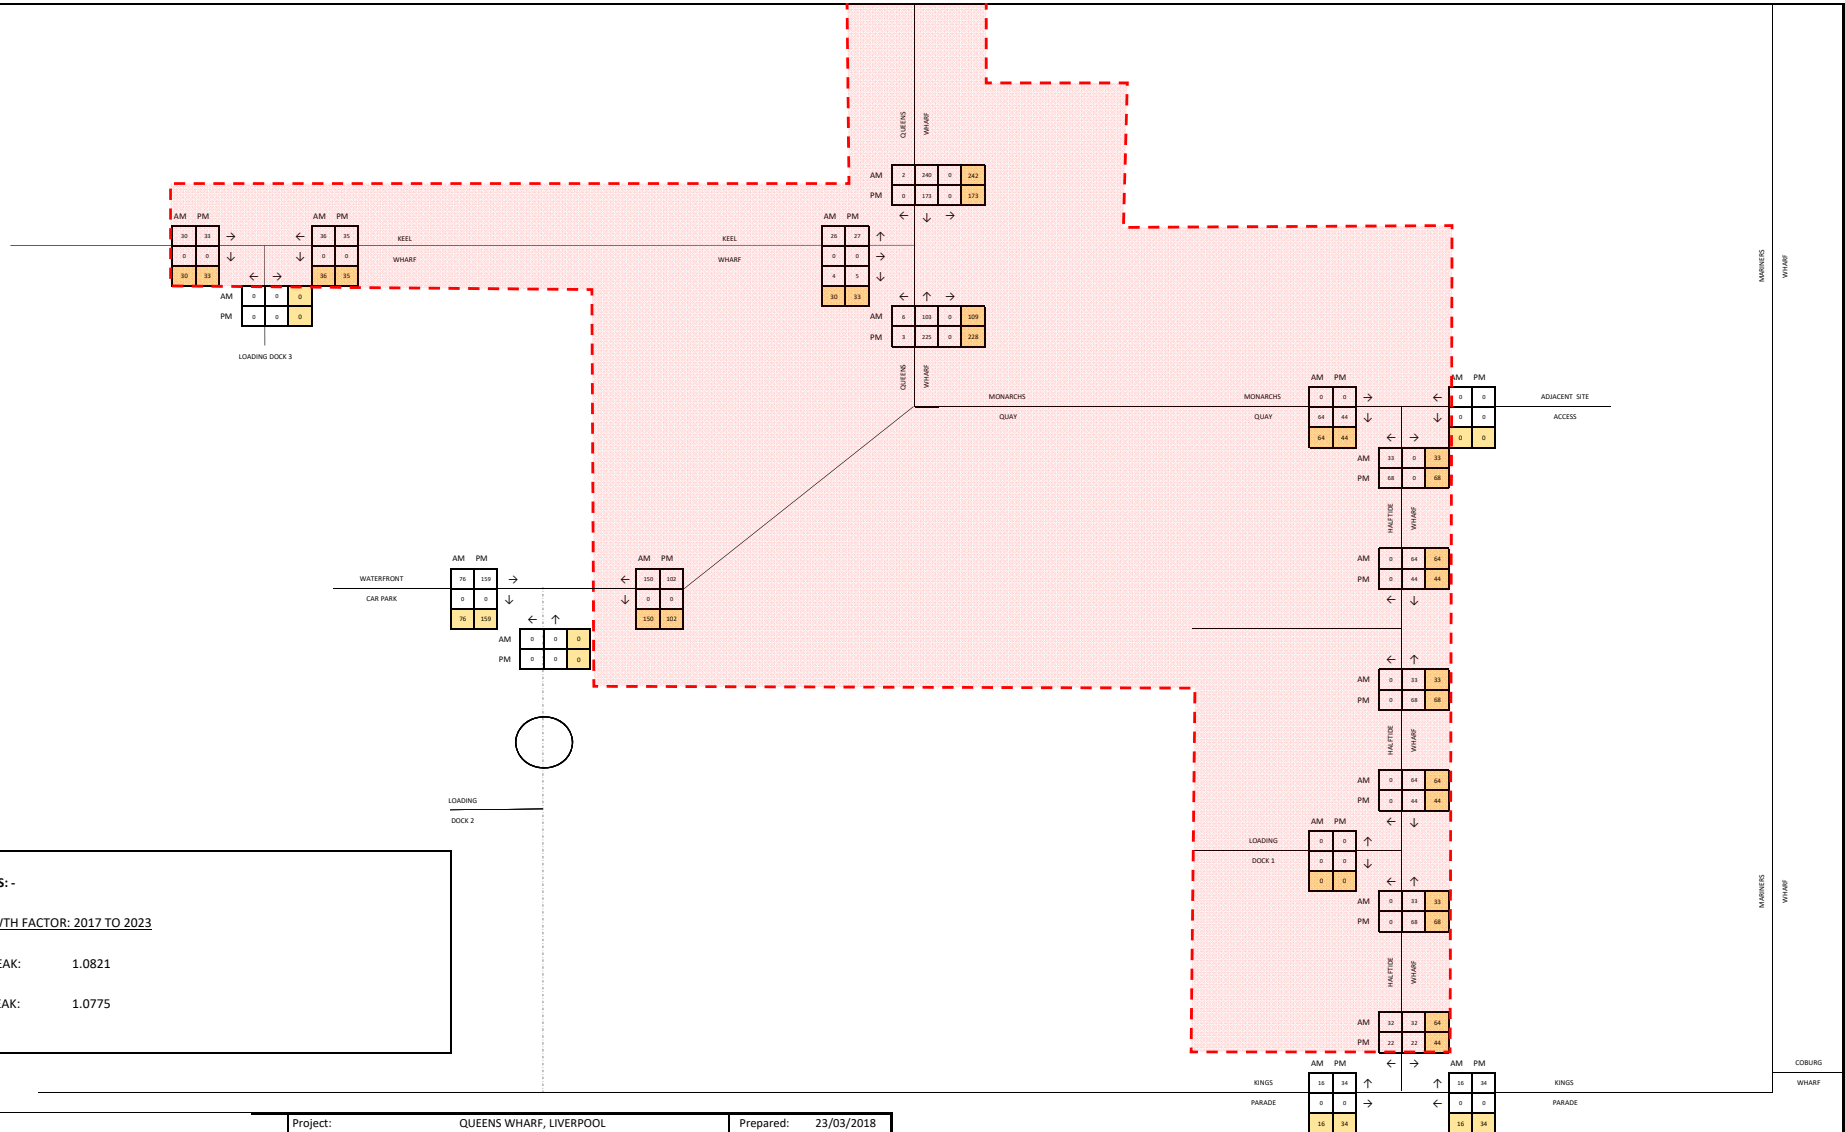 QUEENS
WHARF
AM 2 240 0 242
PM 0 173 0 173
← ↓ →
AM PM
30 33 →
0 0 ↓
30 33
AM PM
← 36 35
↓ 0 0
36 35
← →
AM 0 0 0
PM 0 0 0
LOADING DOCK 3
KEEL
WHARF
KEEL
WHARF
AM PM
26 27 ↑
0 0 →
4 5 ↓
30 33
← ↑ →
AM 6 103 0 109
PM 3 225 0 228
QUEENS
WHARF
MARINERS
WHARF
MONARCHS
QUAY
MONARCHS
QUAY
AM PM
0 0 →
64 44 ↓
64 44
AM PM
← 0 0
↓ 0 0
0 0
ADJACENT SITE
ACCESS
← →
AM 33 0 33
PM 68 0 68
HALFTIDE
WHARF
AM 0 64 64
PM 0 44 44
← ↓
WATERFRONT
CAR PARK
AM PM
76 159 →
0 0 ↓
76 159
AM PM
← 150 102
↓ 0 0
150 102
← ↑
AM 0 0 0
PM 0 0 0
← ↑
AM 0 33 33
PM 0 68 68
HALFTIDE
WHARF
AM 0 64 64
PM 0 44 44
← ↓
LOADING
DOCK 2
LOADING
DOCK 1
AM PM
0 0 ↑
0 0 ↓
0 0
← ↑
AM 0 33 33
PM 0 68 68
HALFTIDE
WHARF
MARINERS
WHARF
AM 32 32 64
PM 22 22 44
← →
KINGS
PARADE
AM PM
16 34 ↑
0 0 →
16 34
AM PM
↑ 16 34
← 0 0
16 34
KINGS
PARADE
COBURG
WHARF
S: -
WTH FACTOR: 2017 TO 2023
EAK: 1.0821
EAK: 1.0775
Project: QUEENS WHARF, LIVERPOOL Prepared: 23/03/2018